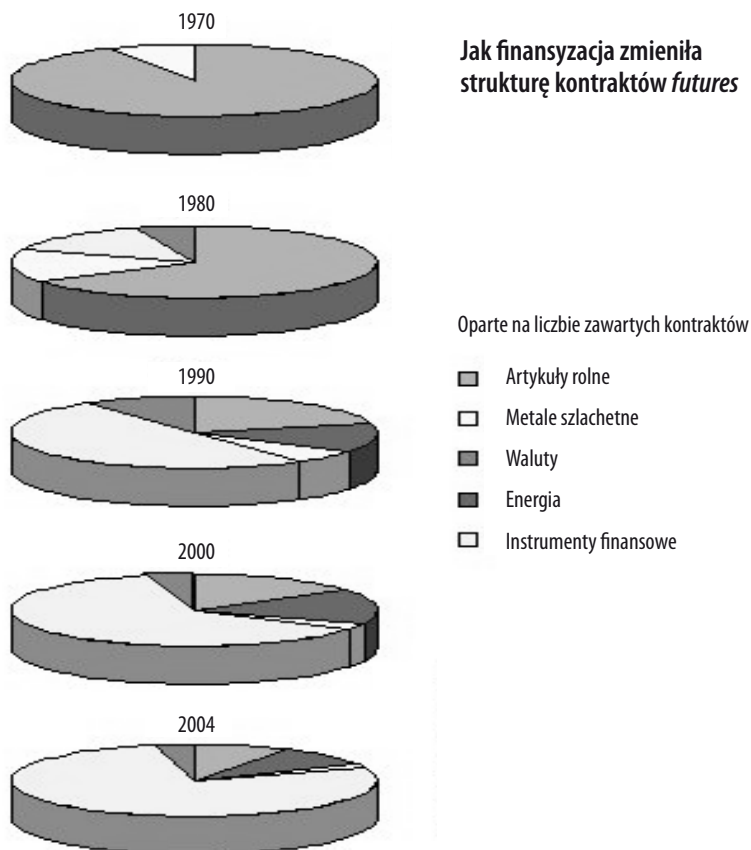 1970
Jak finansyzacja zmieniła
strukturę kontraktów futures
1980
Oparte na liczbie zawartych kontraktów
1990
Artykuły rolne
Metale szlachetne
Waluty
Energia
Instrumenty finansowe
2000
2004